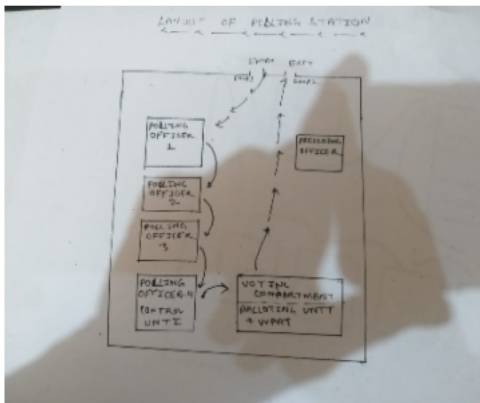 LAYOUT OF POLLING STATION
ENTRY EXIT
POLLING
OFFICER
1
PRESIDING
OFFICER
POLLING
OFFICER
2
POLLING
OFFICER
3
POLLING
OFFICER-4
CONTROL
UNTI
VOTING
COMPARTMENT
BALLOTING UNIT
+ VVPAT